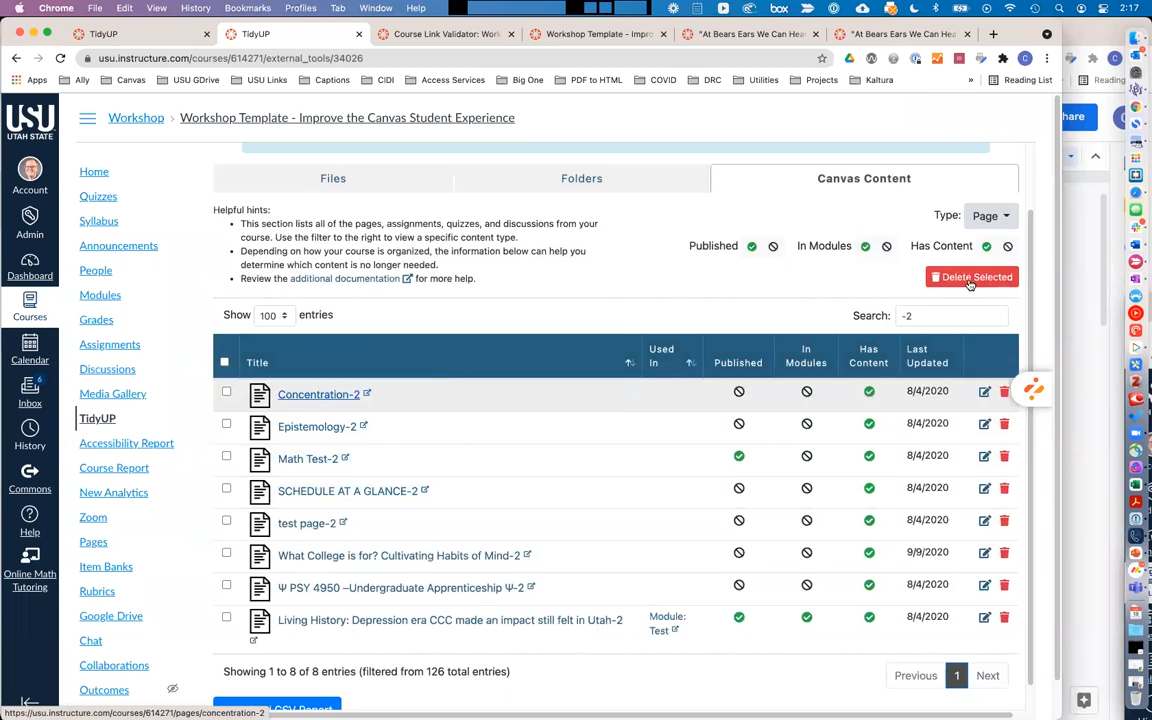 Chrome File Edit View History Bookmarks Profiles Tab Window Help box 2:17
TidyUP
TidyUP
Course Link Validator: Work
Workshop Template - Impro
"At Bears Ears We Can Hea
"At Bears Ears We Can Hea
usu.instructure.com/courses/614271/external_tools/34026
Apps Ally Canvas USU GDrive USU Links Captions CIDI Access Services Big One PDF to HTML COVID DRC Utilities Projects Kaltura » Reading List
USU
UTAH STATE
Account
Admin
Dashboard
Courses
Calendar
6
Inbox
History
Commons
Help
Online Math
Tutoring
Workshop › Workshop Template - Improve the Canvas Student Experience
Home
Quizzes
Syllabus
Announcements
People
Modules
Grades
Assignments
Discussions
Media Gallery
TidyUP
Accessibility Report
Course Report
New Analytics
Zoom
Pages
Item Banks
Rubrics
Google Drive
Chat
Collaborations
Outcomes
Files Folders Canvas Content
Helpful hints:
• This section lists all of the pages, assignments, quizzes, and discussions from your
course. Use the filter to the right to view a specific content type.
• Depending on how your course is organized, the information below can help you
determine which content is no longer needed.
• Review the additional documentation for more help.
Type: Page
Published In Modules Has Content
Delete Selected
Show 100 entries
Search: -2
Title Used In Published In Modules Has Content Last Updated
Concentration-2 8/4/2020
Epistemology-2 8/4/2020
Math Test-2 8/4/2020
SCHEDULE AT A GLANCE-2 8/4/2020
test page-2 8/4/2020
What College is for? Cultivating Habits of Mind-2 9/9/2020
Ψ PSY 4950 –Undergraduate Apprenticeship Ψ-2 8/4/2020
Living History: Depression era CCC made an impact still felt in Utah-2 Module: Test 8/4/2020
Showing 1 to 8 of 8 entries (filtered from 126 total entries)
Previous 1 Next
CSV Report
https://usu.instructure.com/courses/614271/pages/concentration-2